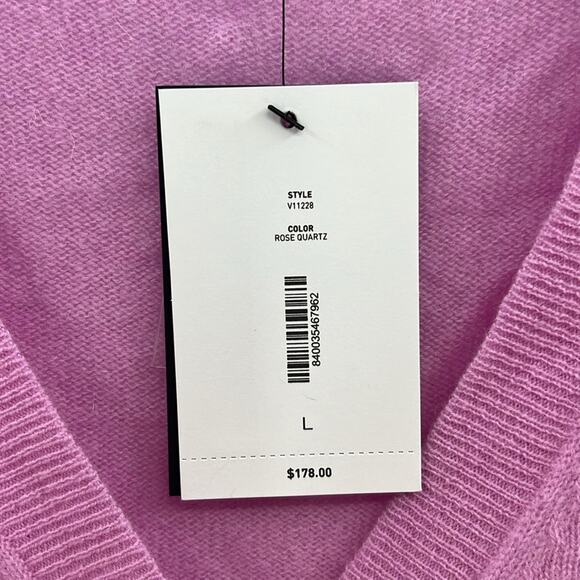 STYLE
V11228
COLOR
ROSE QUARTZ
840035467962
L
$178.00